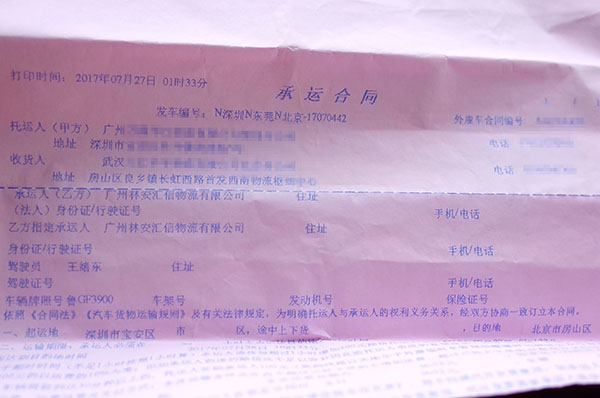 打印时间： 2017年07月27日 01时33分
承运合同
发车编号： N深圳N东莞N北京-17070442 外雇车合同编号
托运人（甲方） 广州
地址 深圳市 电话
收货人 武汉
地址 房山区良乡镇长虹西路首发西南物流枢纽中心 电话
承运人（乙方） 广州林安汇信物流有限公司 住址
（法人）身份证/行驶证号 手机/电话
乙方指定承运人 广州林安汇信物流有限公司 住址
身份证/行驶证号 手机/电话
驾驶员 王绪东 住址
驾驶证号 手机/电话
车辆牌照号 鲁GF3900 车架号 发动机号 保险证号
依照《合同法》《汽车货物运输规则》及有关法律规定，为明确托运人与承运人的权利义务关系，经双方协商一致订立本合同。
一、起运地 深圳市宝安区 市 区，途中上下货 ，目的地 北京市房山区